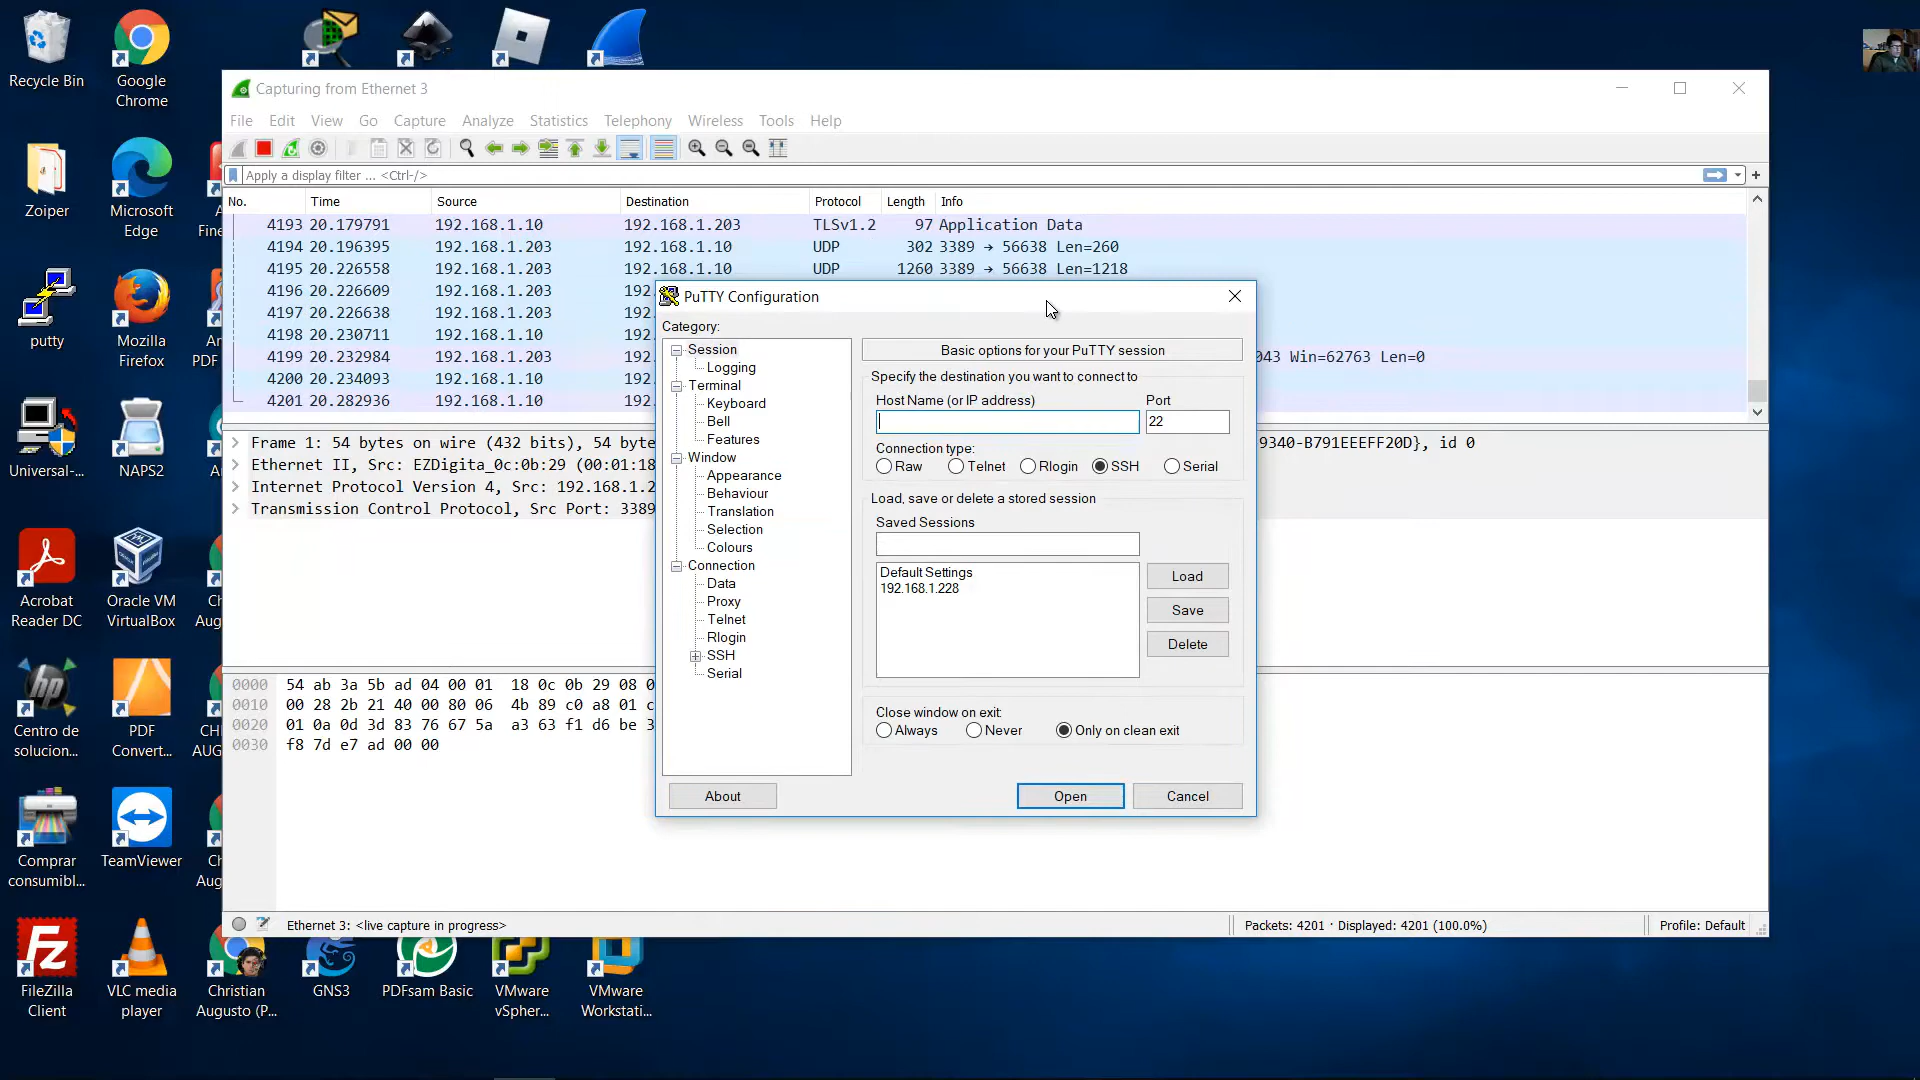 Recycle Bin
Google
Chrome
Zoiper
Microsoft
Edge
putty
Mozilla
Firefox
PDF
Universal-...
NAPS2
Acrobat
Reader DC
Oracle VM
VirtualBox
Centro de
solucion...
PDF
Convert...
Comprar
consumibl...
TeamViewer
FileZilla
Client
VLC media
player
Christian
Augusto (P...
GNS3
PDFsam Basic
VMware
vSpher...
VMware
Workstati...
Capturing from Ethernet 3
File Edit View Go Capture Analyze Statistics Telephony Wireless Tools Help
Apply a display filter ... <Ctrl-/>
No. Time Source Destination Protocol Length Info
4193 20.179791 192.168.1.10 192.168.1.203 TLSv1.2 97 Application Data
4194 20.196395 192.168.1.203 192.168.1.10 UDP 302 3389 → 56638 Len=260
4195 20.226558 192.168.1.203 192.168.1.10 UDP 1260 3389 → 56638 Len=1218
4196 20.226609 192.168.1.203 192.
4197 20.226638 192.168.1.203 192.
4198 20.230711 192.168.1.10 192.
4199 20.232984 192.168.1.203 192. 043 Win=62763 Len=0
4200 20.234093 192.168.1.10 192.
4201 20.282936 192.168.1.10 192.
Frame 1: 54 bytes on wire (432 bits), 54 byte 9340-B791EEEFF20D}, id 0
Ethernet II, Src: EZDigita_0c:0b:29 (00:01:18
Internet Protocol Version 4, Src: 192.168.1.2
Transmission Control Protocol, Src Port: 3389
0000 54 ab 3a 5b ad 04 00 01 18 0c 0b 29 08 0
0010 00 28 2b 21 40 00 80 06 4b 89 c0 a8 01 c
0020 01 0a 0d 3d 83 76 67 5a a3 63 f1 d6 be 3
0030 f8 7d e7 ad 00 00
Ethernet 3: <live capture in progress> Packets: 4201 · Displayed: 4201 (100.0%) Profile: Default
PuTTY Configuration
Category:
Session
Logging
Terminal
Keyboard
Bell
Features
Window
Appearance
Behaviour
Translation
Selection
Colours
Connection
Data
Proxy
Telnet
Rlogin
SSH
Serial
Basic options for your PuTTY session
Specify the destination you want to connect to
Host Name (or IP address) Port
22
Connection type:
Raw Telnet Rlogin SSH Serial
Load, save or delete a stored session
Saved Sessions
Default Settings
192.168.1.228
Load
Save
Delete
Close window on exit:
Always Never Only on clean exit
About Open Cancel